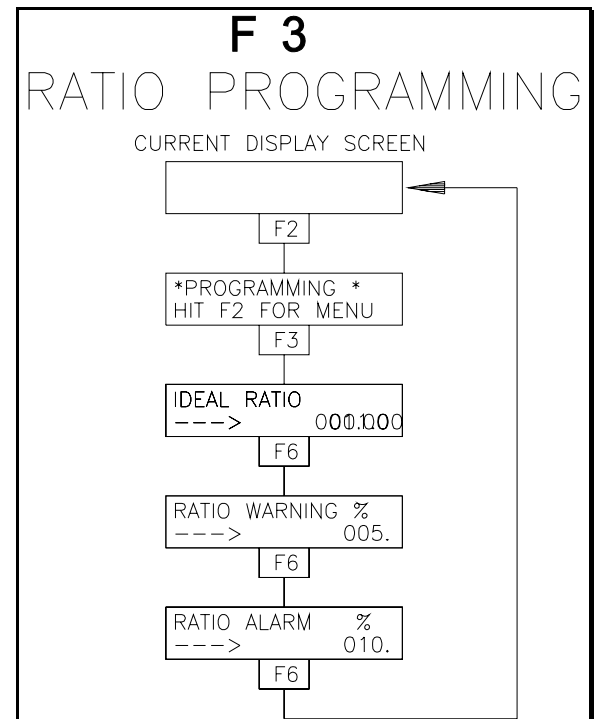 F 3
RATIO PROGRAMMING
CURRENT DISPLAY SCREEN
F2
*PROGRAMMING *
HIT F2 FOR MENU
F3
IDEAL RATIO
--->
F6
RATIO WARNING %
---> 005.
F6
RATIO ALARM %
---> 010.
F6